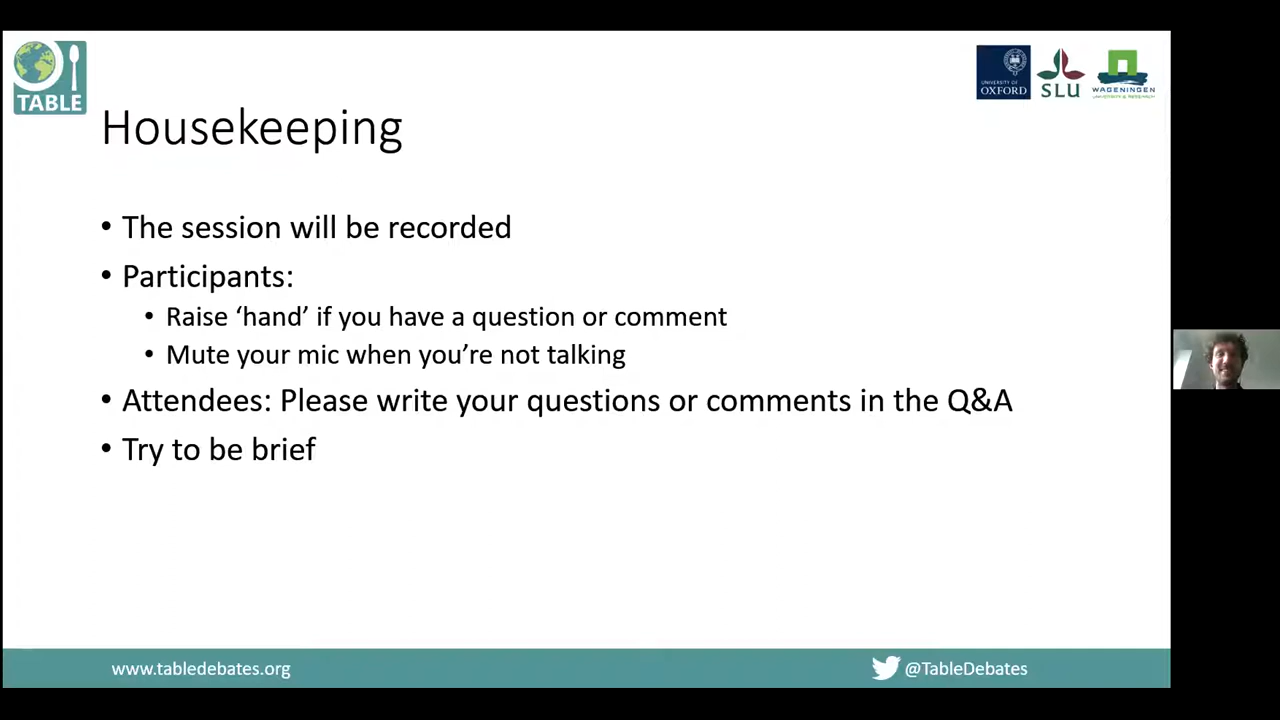 TABLE
UNIVERSITY OF
OXFORD
SLU
WAGENINGEN
UNIVERSITY & RESEARCH
Housekeeping
• The session will be recorded
• Participants:
• Raise ‘hand’ if you have a question or comment
• Mute your mic when you’re not talking
• Attendees: Please write your questions or comments in the Q&A
• Try to be brief
www.tabledebates.org
@TableDebates